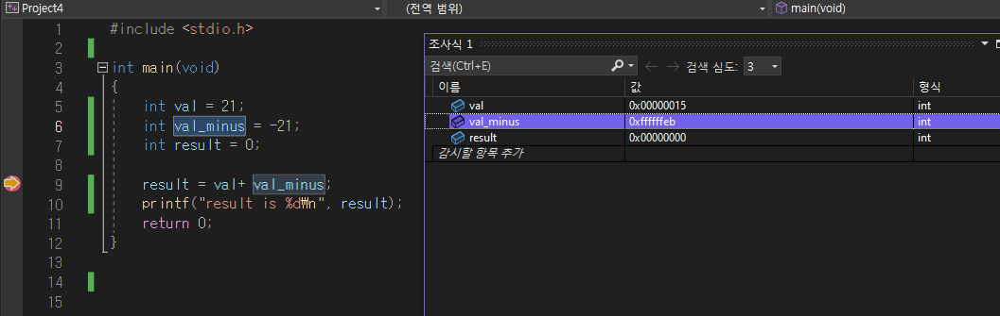 Project4
(전역 범위)
main(void)
1 #include <stdio.h>
2
3 int main(void)
4 {
5 int val = 21;
6 int val_minus = -21;
7 int result = 0;
8
9 result = val+ val_minus;
10 printf("result is %d₩n", result);
11 return 0;
12 }
13
14
15
조사식 1
검색(Ctrl+E)
검색 심도: 3
이름 값 형식
val 0x00000015 int
val_minus 0xffffffeb int
result 0x00000000 int
감시할 항목 추가